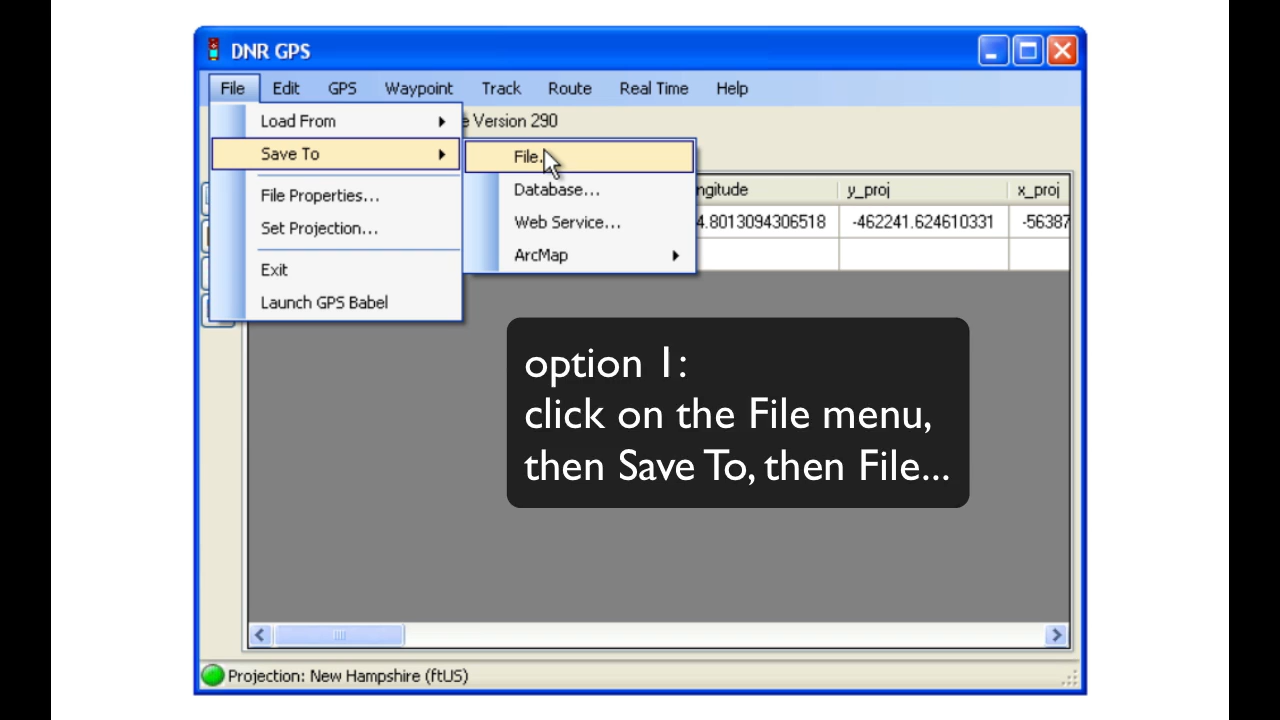 DNR GPS
File Edit GPS Waypoint Track Route Real Time Help
Load From
Version 290
Save To
File...
File Properties...
Set Projection...
Exit
Launch GPS Babel
Database...
Web Service...
ArcMap
ngitude y_proj x_proj
4.8013094306518 -462241.624610331 -56387
option 1:
click on the File menu,
then Save To, then File...
Projection: New Hampshire (ftUS)